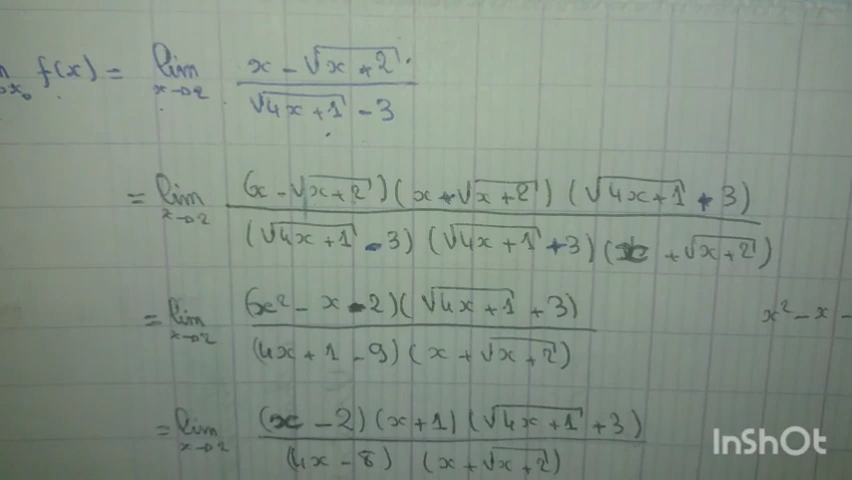 f(x) = lim x→2 (x - √(x+2)) / (√(4x+1) - 3)
= lim x→2 (x - √(x+2))(x + √(x+2))(√(4x+1) + 3) / (√(4x+1) - 3)(√(4x+1) + 3)(x + √(x+2))
= lim x→2 (x² - x - 2)(√(4x+1) + 3) / (4x + 1 - 9)(x + √(x+2))
x² - x -
= lim x→2 (x - 2)(x + 1)(√(4x+1) + 3) / (4x - 8)(x + √(x+2))
InShOt